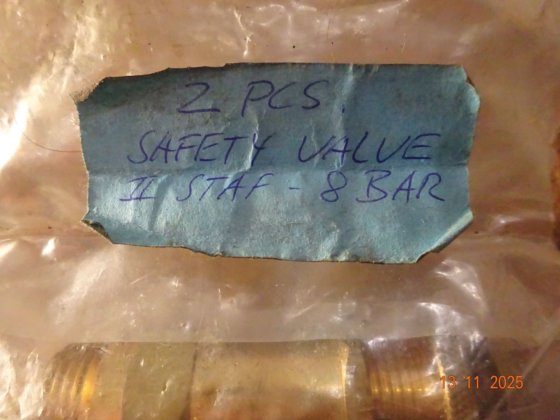 2 PCS.
SAFETY VALVE
II STAF - 8 BAR
13 11 2025